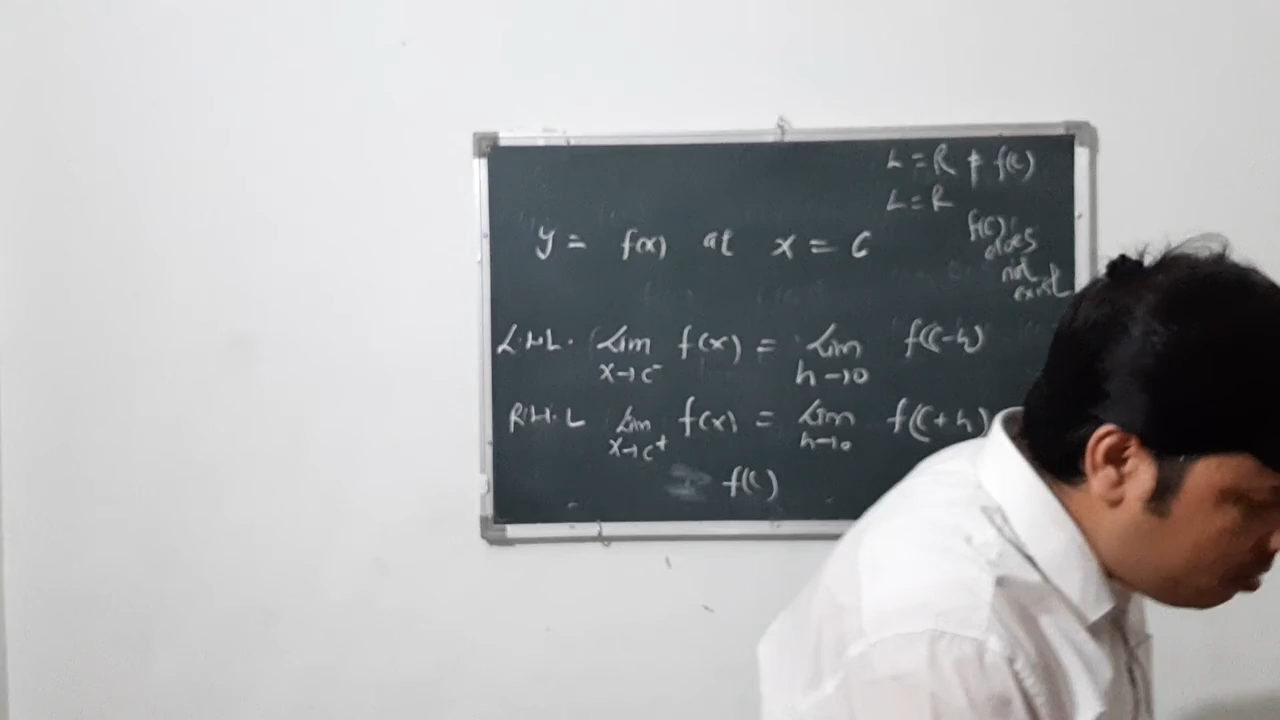 L = R ≠ f(c)
L = R
f(c) does not exist
y = f(x) at x = c
L.H.L. Lim x→c⁻ f(x) = Lim h→0 f(c-h)
R.H.L Lim x→c⁺ f(x) = Lim h→0 f(c+h)
f(c)